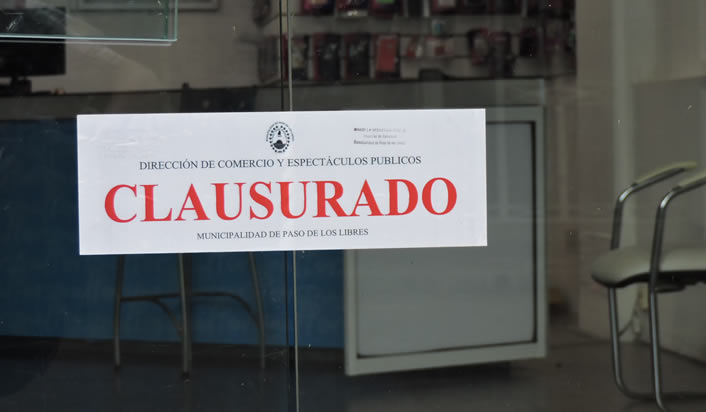 DIRECCIÓN DE COMERCIO Y ESPECTÁCULOS PUBLICOS
CLAUSURADO
MUNICIPALIDAD DE PASO DE LOS LIBRES